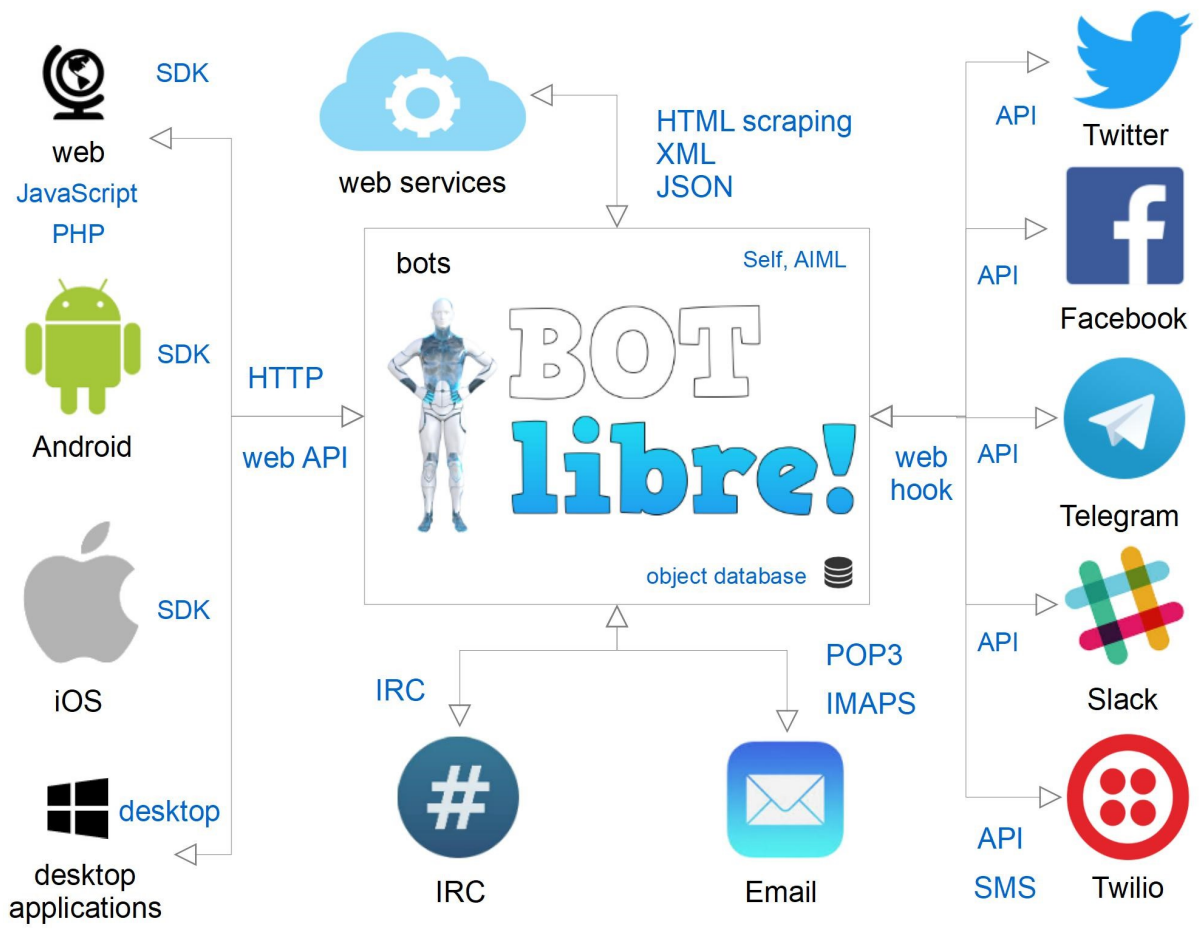 SDK
web
JavaScript
PHP
SDK
Android
SDK
iOS
desktop
desktop
applications
HTTP
web API
web services
HTML scraping
XML
JSON
bots
Self, AIML
BOT
libre!
object database
IRC
IRC
POP3
IMAPS
Email
web
hook
API
Twitter
f
API
Facebook
API
Telegram
API
Slack
API
SMS
Twilio
#